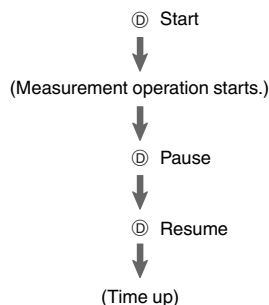 Ⓓ Start
(Measurement operation starts.)
Ⓓ Pause
Ⓓ Resume
(Time up)